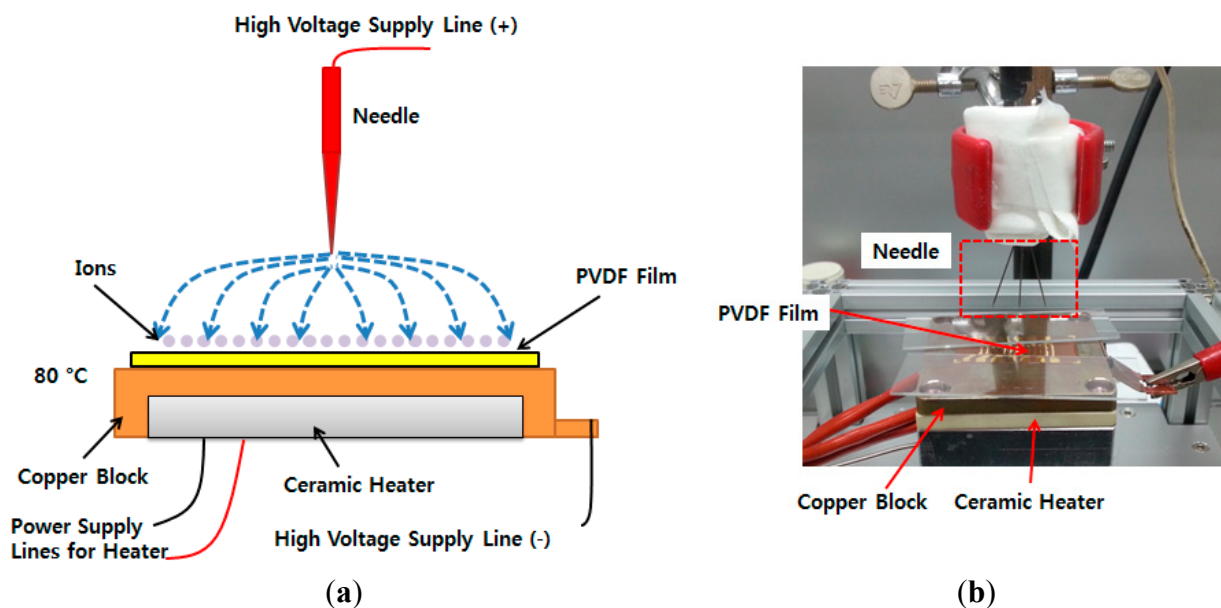 High Voltage Supply Line (+)
Needle
Ions
PVDF Film
80 °C
Copper Block
Ceramic Heater
Power Supply
Lines for Heater
High Voltage Supply Line (-)
(a)
Needle
PVDF Film
Copper Block
Ceramic Heater
(b)